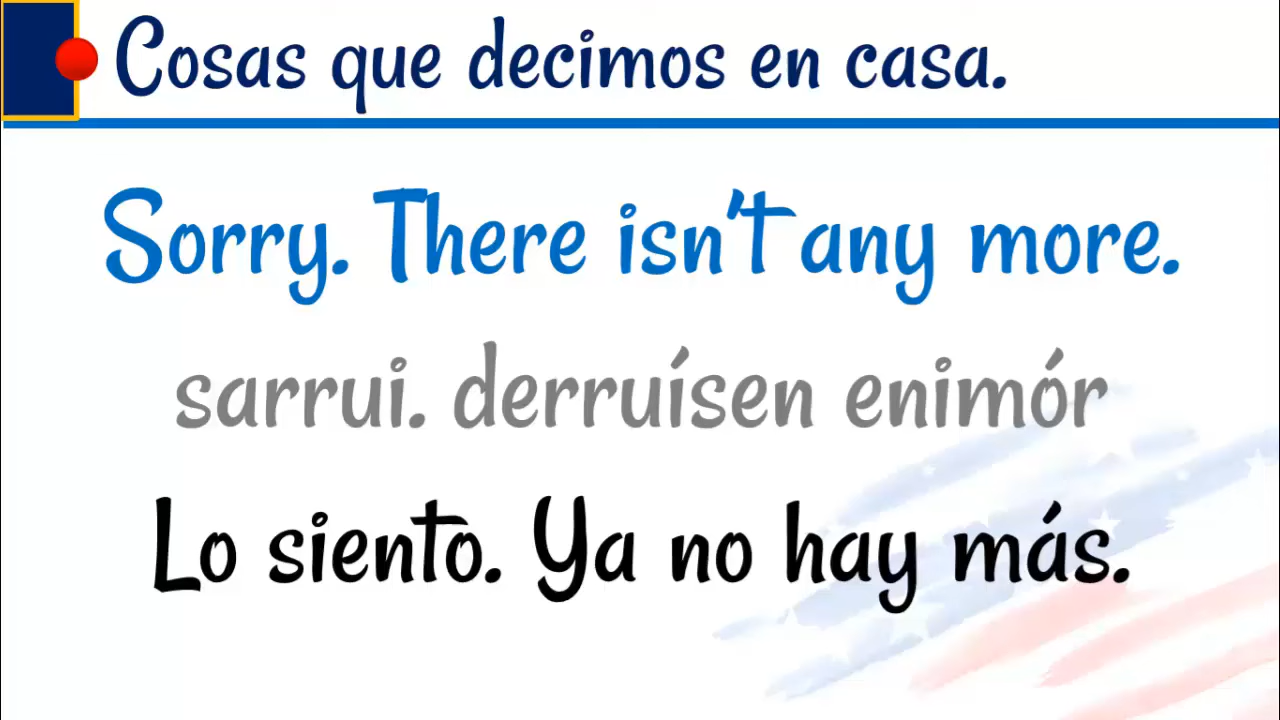 Cosas que decimos en casa.
Sorry. There isn't any more.
sarrui. derruísen enimór
Lo siento. Ya no hay más.